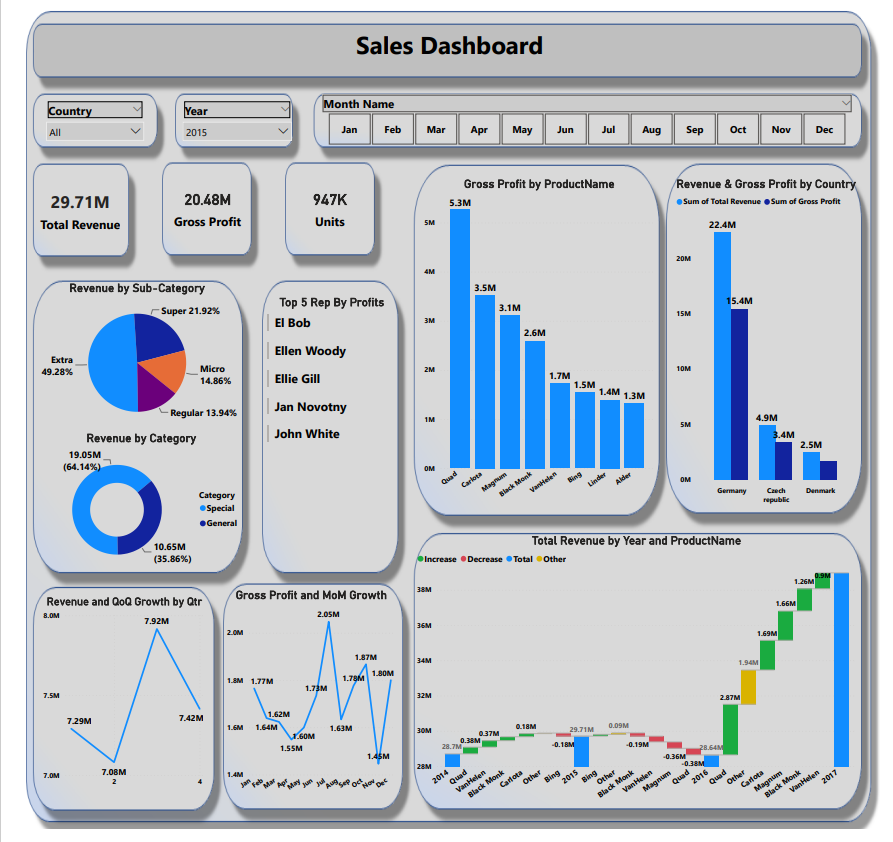 Sales Dashboard
Country
All
Year
2015
Month Name
Jan Feb Mar Apr May Jun Jul Aug Sep Oct Nov Dec
29.71M
Total Revenue
20.48M
Gross Profit
947K
Units
Gross Profit by ProductName
5M
4M
3M
2M
1M
0M
5.3M
3.5M
3.1M
2.6M
1.7M
1.5M
1.4M
1.3M
Quad
Carlota
Magnum
Black Monk
VanHelen
Bing
Linder
Alder
Revenue & Gross Profit by Country
Sum of Total Revenue Sum of Gross Profit
20M
15M
10M
5M
0M
22.4M
15.4M
4.9M
3.4M
2.5M
Germany
Czech
republic
Denmark
Revenue by Sub-Category
Super 21.92%
Extra
49.28%
Micro
14.86%
Regular 13.94%
Revenue by Category
19.05M
(64.14%)
Category
Special
General
10.65M
(35.86%)
Top 5 Rep By Profits
El Bob
Ellen Woody
Ellie Gill
Jan Novotny
John White
Revenue and QoQ Growth by Qtr
8.0M
7.5M
7.0M
7.29M
7.08M
7.92M
7.42M
2
4
Gross Profit and MoM Growth
2.0M
1.8M
1.6M
1.4M
1.77M
1.64M
1.62M
1.55M
1.60M
1.73M
2.05M
1.63M
1.78M
1.87M
1.45M
1.80M
Jan
Feb
Mar
Apr
May
Jun
Jul
Aug
Sep
Oct
Nov
Dec
Total Revenue by Year and ProductName
Increase Decrease Total Other
38M
36M
34M
32M
30M
28M
28.7M
0.38M
0.37M
0.18M
-0.18M
29.71M
0.09M
-0.19M
-0.36M
-0.38M
28.64M
2.87M
1.94M
1.69M
1.66M
1.26M
0.9M
2014
Quad
VanHelen
Black Monk
Carlota
Other
Bing
2015
Bing
Other
Black Monk
VanHelen
Magnum
Quad
2016
Quad
Other
Carlota
Magnum
Black Monk
VanHelen
2017